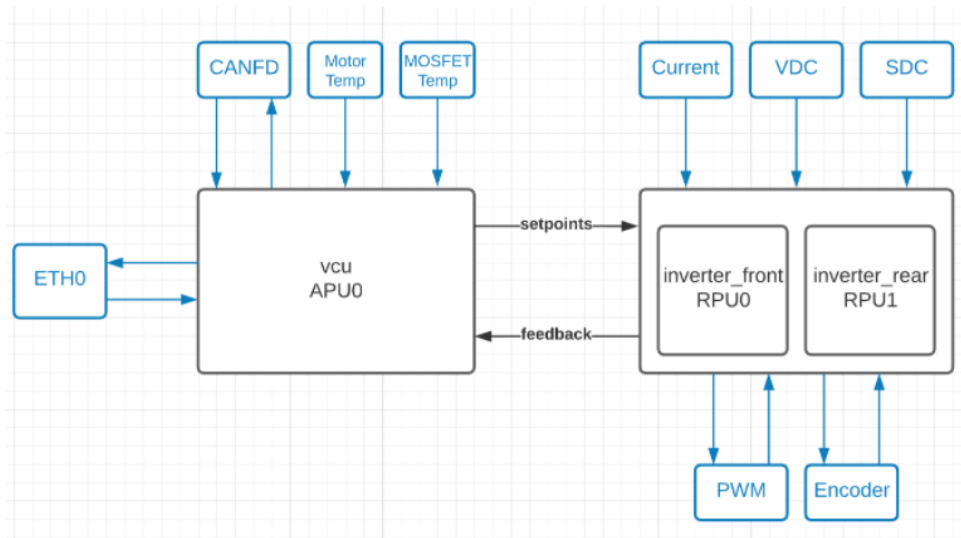 CANFD
Motor
Temp
MOSFET
Temp
Current
VDC
SDC
setpoints
ETH0
vcu
APU0
inverter_front
RPU0
inverter_rear
RPU1
feedback
PWM
Encoder